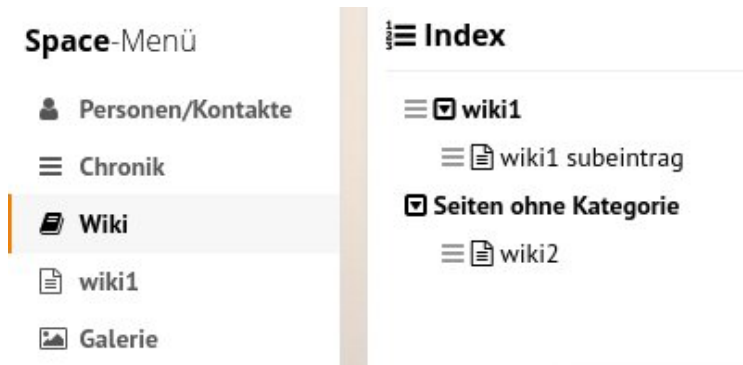 Space-Menü
Personen/Kontakte
Chronik
Wiki
wiki1
Galerie
Index
wiki1
wiki1 subeintrag
Seiten ohne Kategorie
wiki2